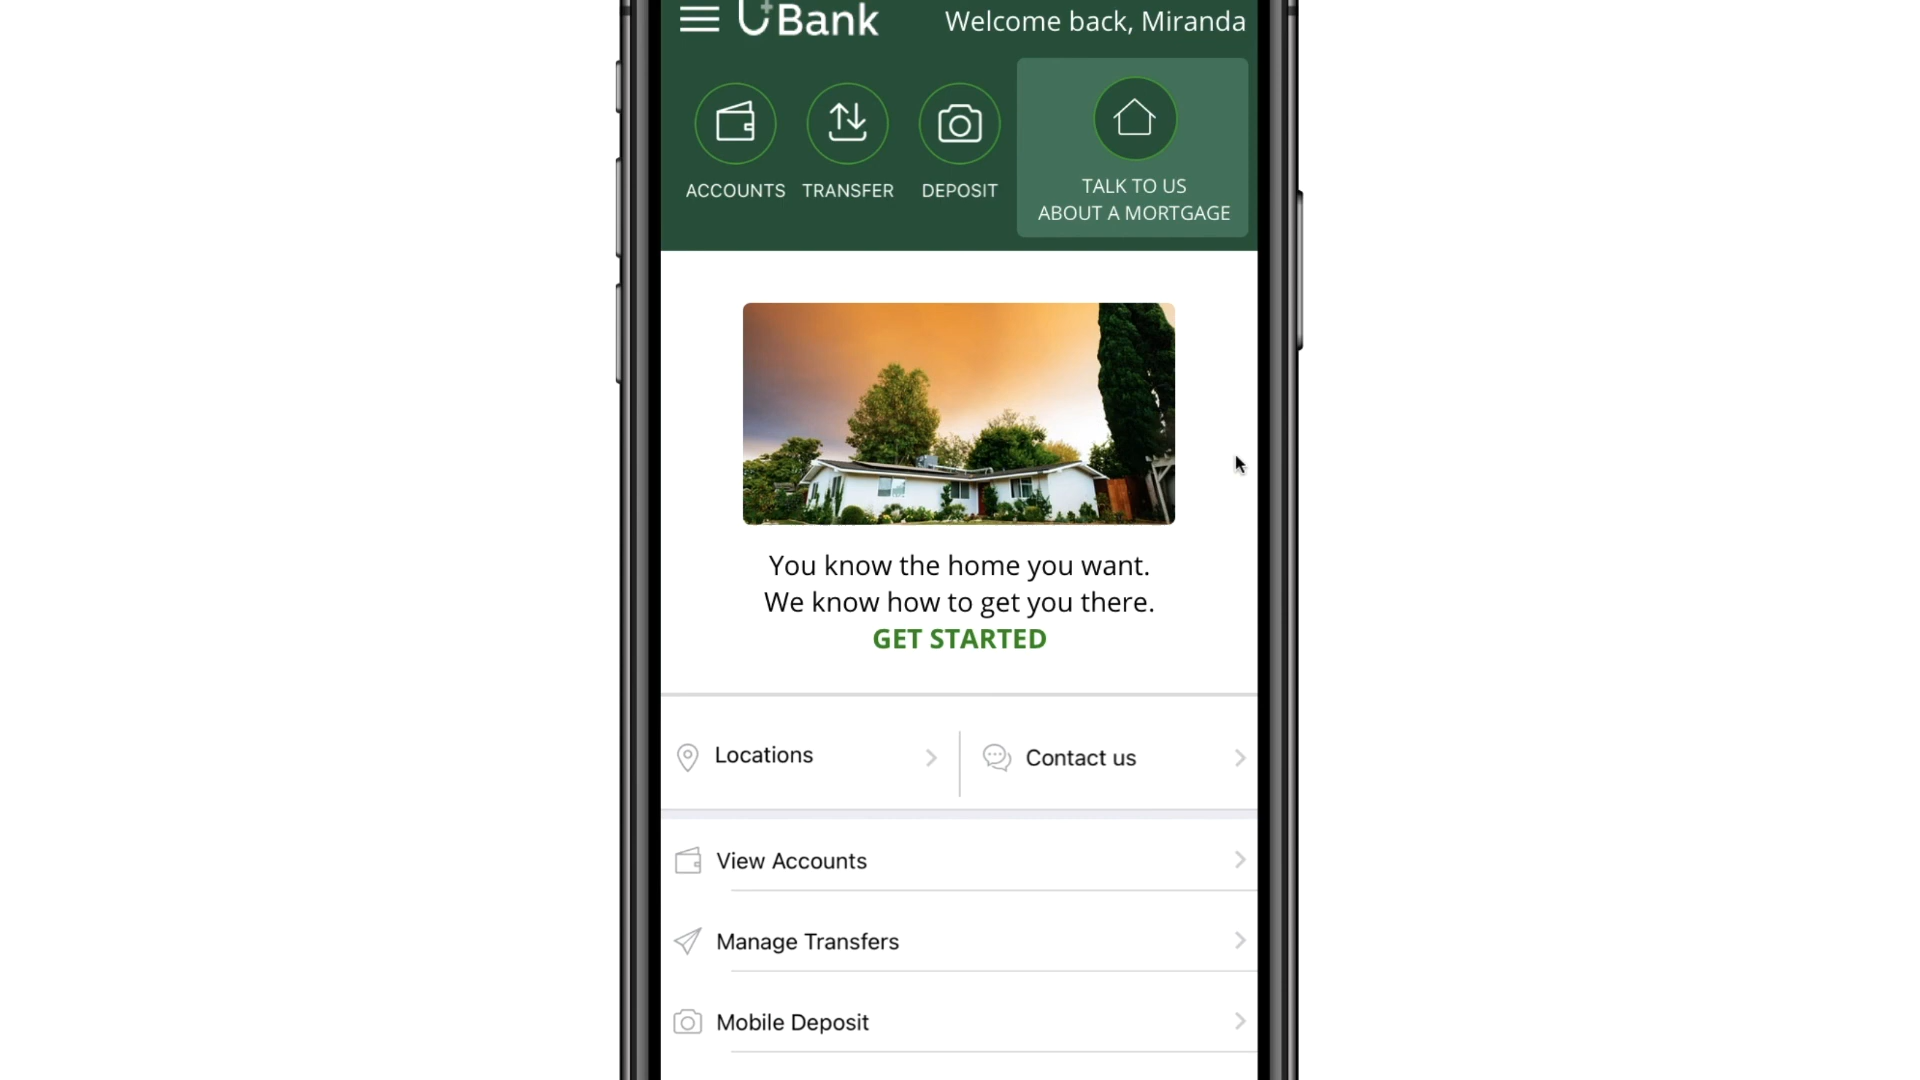 U+ Bank
Welcome back, Miranda
ACCOUNTS
TRANSFER
DEPOSIT
TALK TO US
ABOUT A MORTGAGE
You know the home you want.
We know how to get you there.
GET STARTED
Locations
Contact us
View Accounts
Manage Transfers
Mobile Deposit